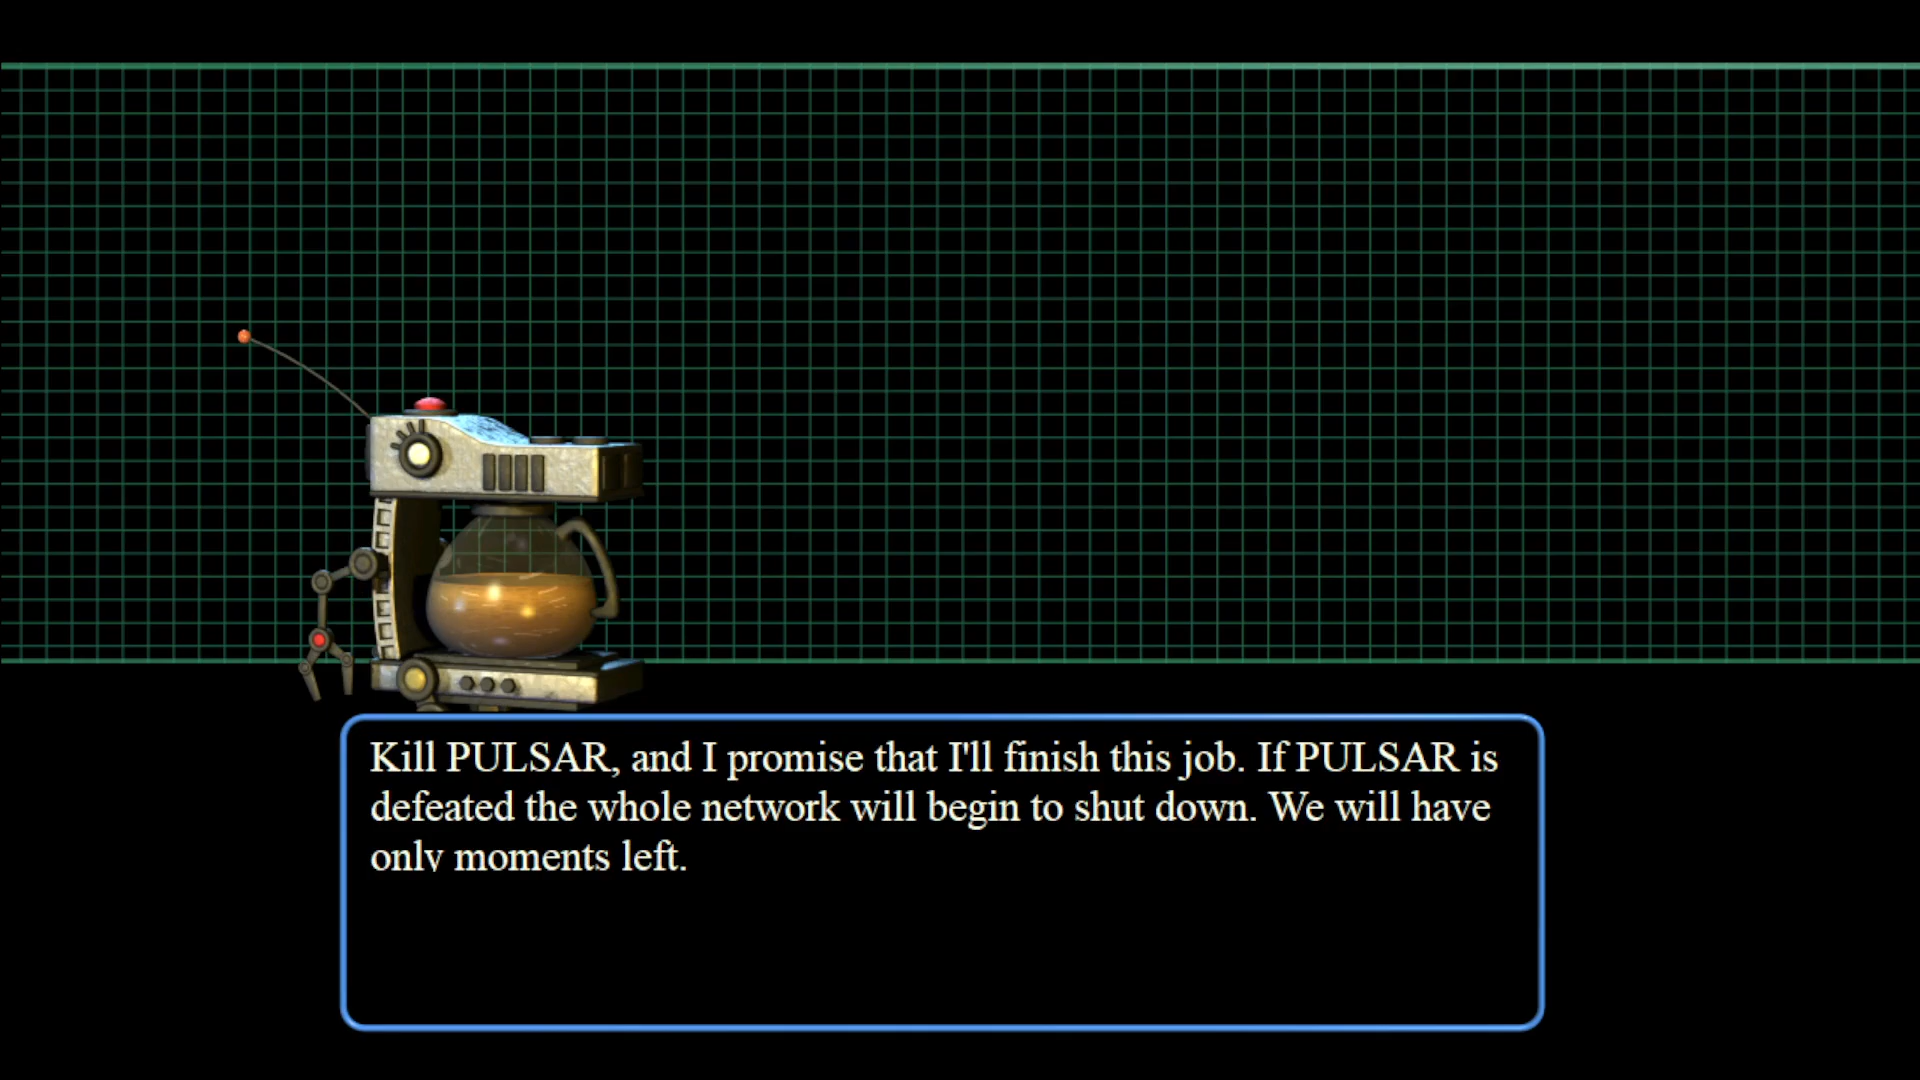 Kill PULSAR, and I promise that I'll finish this job. If PULSAR is
defeated the whole network will begin to shut down. We will have
only moments left.